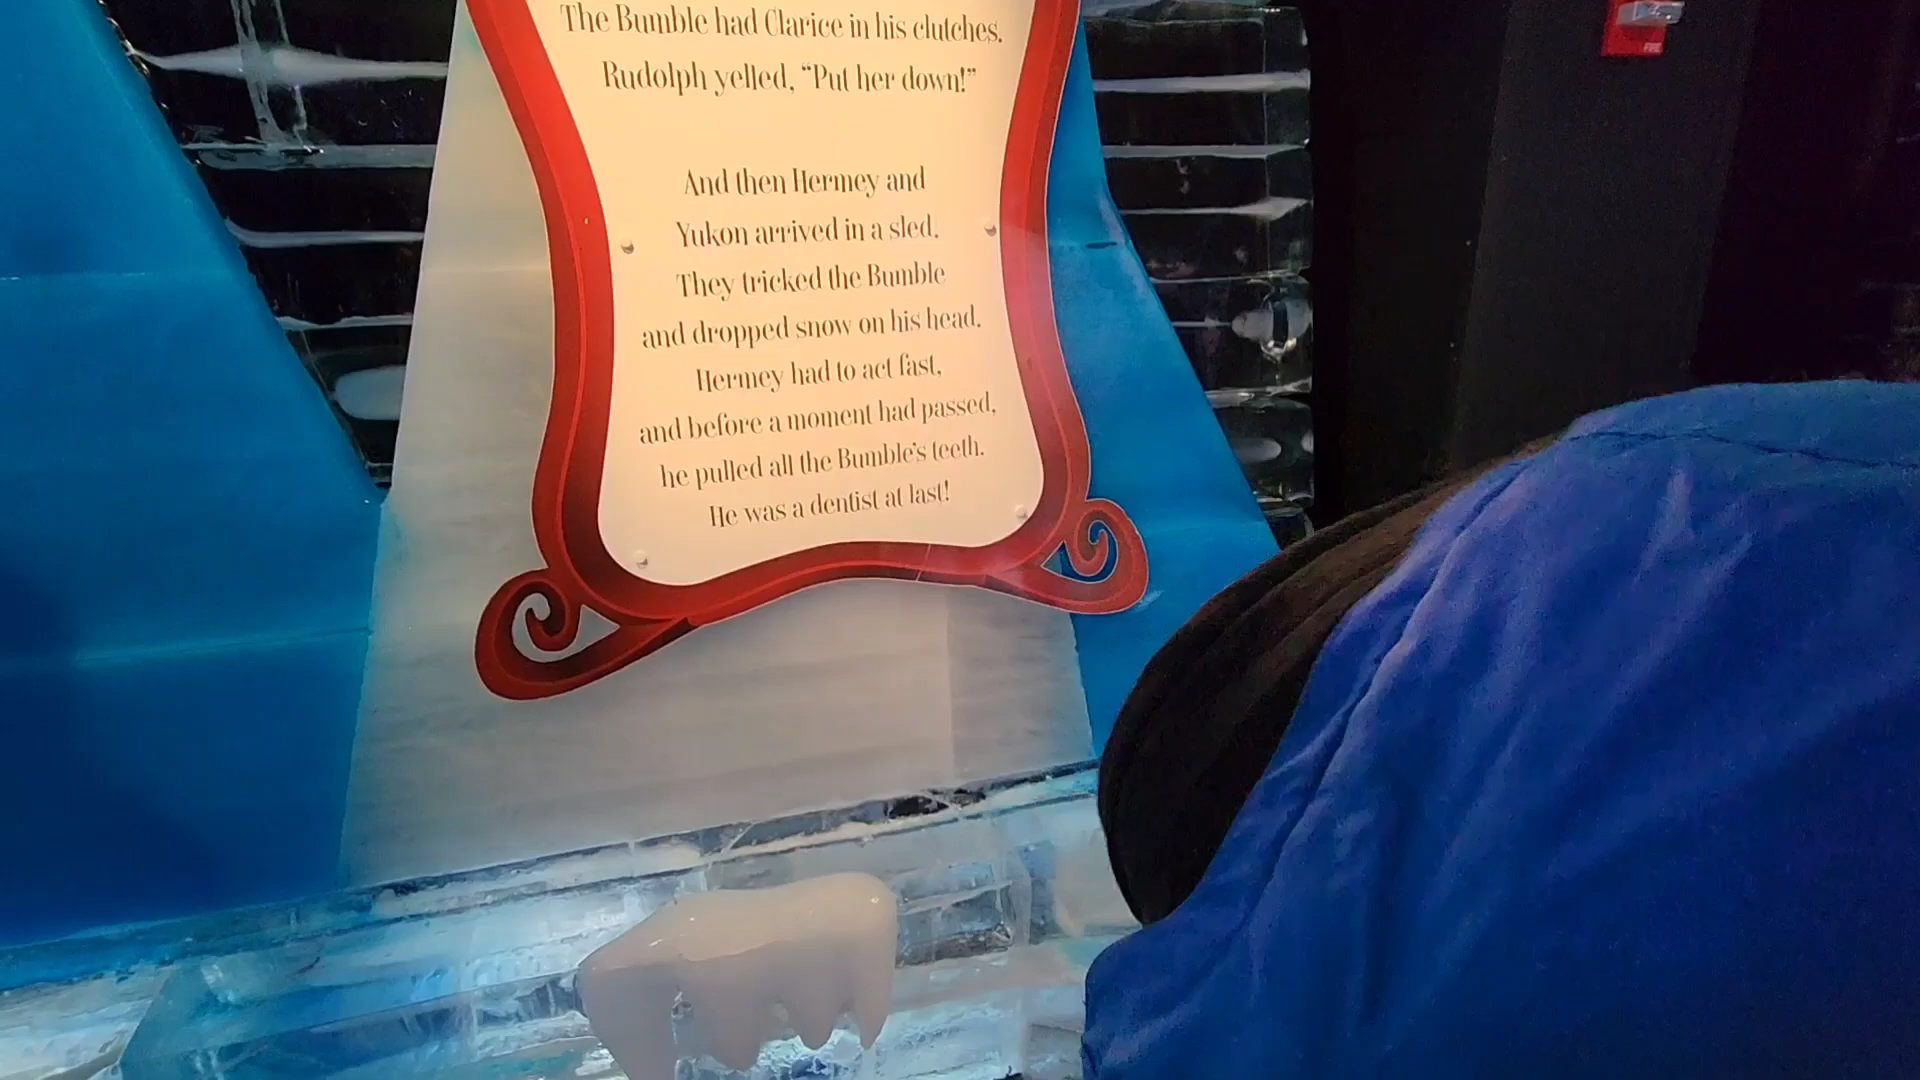 The Bumble had Clarice in his clutches.
Rudolph yelled, “Put her down!”
And then Hermey and
Yukon arrived in a sled.
They tricked the Bumble
and dropped snow on his head.
Hermey had to act fast,
and before a moment had passed,
he pulled all the Bumble’s teeth.
He was a dentist at last!
FIRE